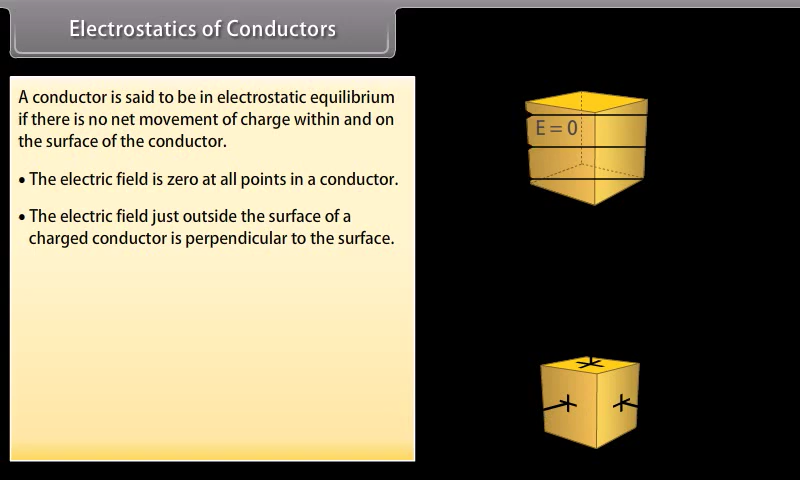 Electrostatics of Conductors
A conductor is said to be in electrostatic equilibrium
if there is no net movement of charge within and on
the surface of the conductor.
• The electric field is zero at all points in a conductor.
• The electric field just outside the surface of a
charged conductor is perpendicular to the surface.
E = 0